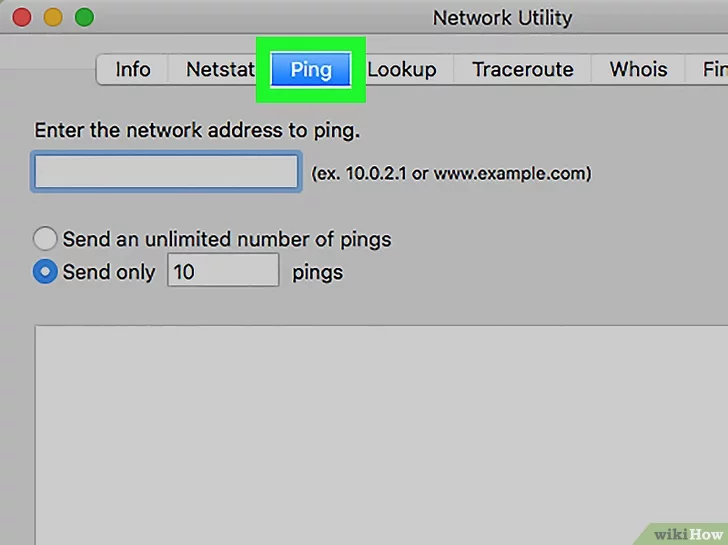 Network Utility
Info Netstat Ping Lookup Traceroute Whois Fin
Enter the network address to ping.
(ex. 10.0.2.1 or www.example.com)
Send an unlimited number of pings
Send only 10 pings
wikiHow